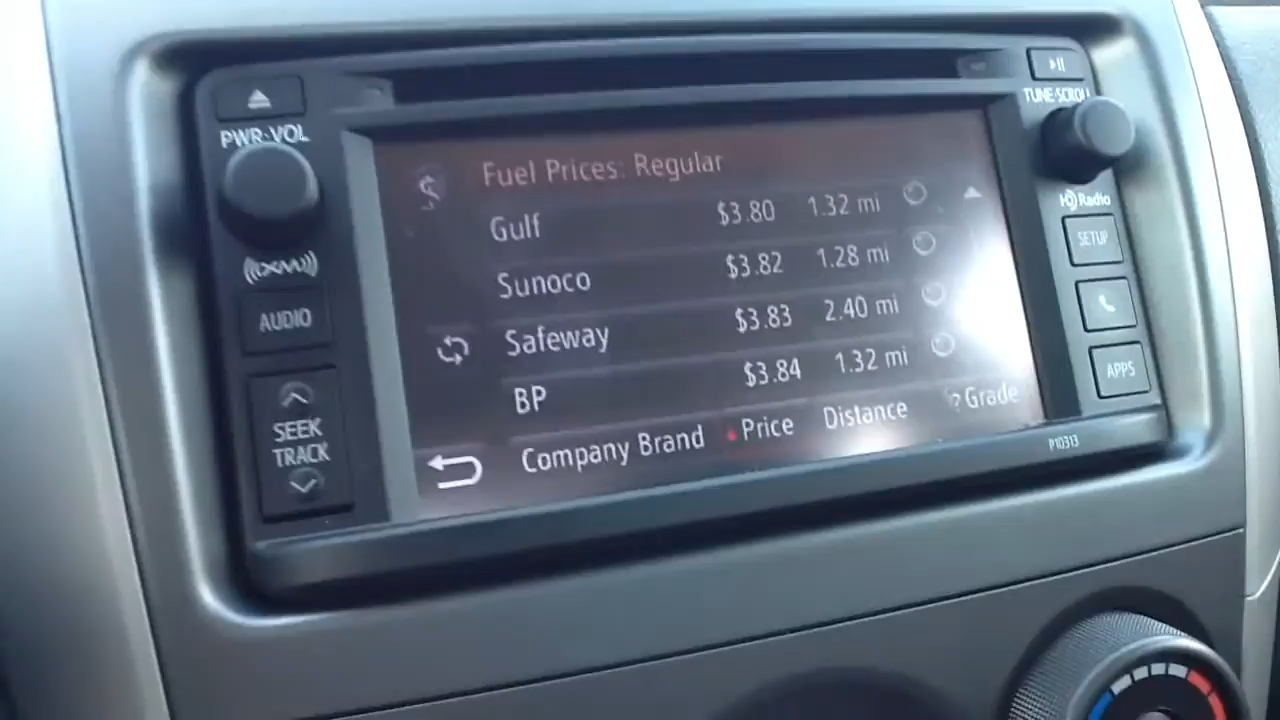 PWR·VOL
TUNE·SCROLL
Fuel Prices: Regular
HD Radio
Gulf $3.80 1.32 mi
SETUP
((XM))
Sunoco $3.82 1.28 mi
AUDIO
Safeway $3.83 2.40 mi
BP $3.84 1.32 mi
APPS
SEEK
TRACK
Company Brand Price Distance ? Grade
P10313